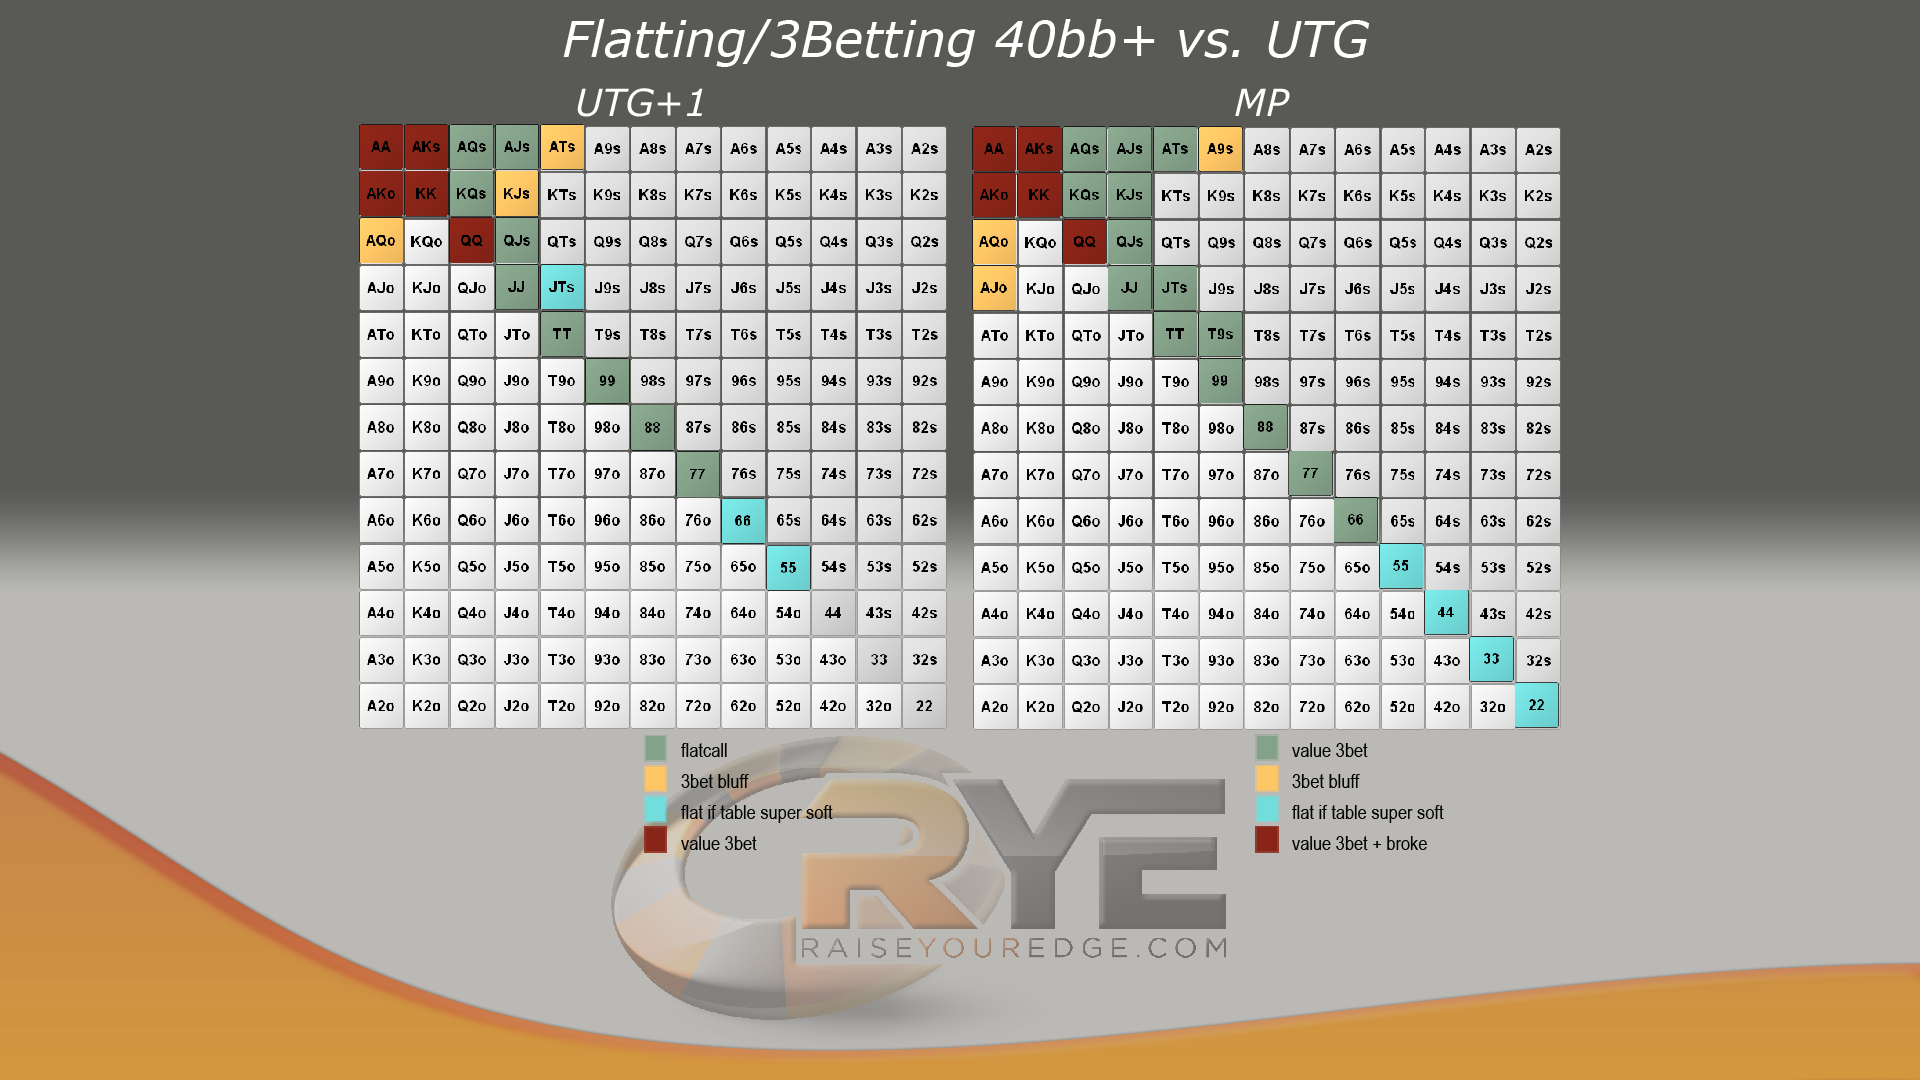 Flatting/3Betting 40bb+ vs. UTG
UTG+1
AA AKs AQs AJs ATs A9s A8s A7s A6s A5s A4s A3s A2s
AKo KK KQs KJs KTs K9s K8s K7s K6s K5s K4s K3s K2s
AQo KQo QQ QJs QTs Q9s Q8s Q7s Q6s Q5s Q4s Q3s Q2s
AJo KJo QJo JJ JTs J9s J8s J7s J6s J5s J4s J3s J2s
ATo KTo QTo JTo TT T9s T8s T7s T6s T5s T4s T3s T2s
A9o K9o Q9o J9o T9o 99 98s 97s 96s 95s 94s 93s 92s
A8o K8o Q8o J8o T8o 98o 88 87s 86s 85s 84s 83s 82s
A7o K7o Q7o J7o T7o 97o 87o 77 76s 75s 74s 73s 72s
A6o K6o Q6o J6o T6o 96o 86o 76o 66 65s 64s 63s 62s
A5o K5o Q5o J5o T5o 95o 85o 75o 65o 55 54s 53s 52s
A4o K4o Q4o J4o T4o 94o 84o 74o 64o 54o 44 43s 42s
A3o K3o Q3o J3o T3o 93o 83o 73o 63o 53o 43o 33 32s
A2o K2o Q2o J2o T2o 92o 82o 72o 62o 52o 42o 32o 22
flatcall
3bet bluff
flat if table super soft
value 3bet
MP
AA AKs AQs AJs ATs A9s A8s A7s A6s A5s A4s A3s A2s
AKo KK KQs KJs KTs K9s K8s K7s K6s K5s K4s K3s K2s
AQo KQo QQ QJs QTs Q9s Q8s Q7s Q6s Q5s Q4s Q3s Q2s
AJo KJo QJo JJ JTs J9s J8s J7s J6s J5s J4s J3s J2s
ATo KTo QTo JTo TT T9s T8s T7s T6s T5s T4s T3s T2s
A9o K9o Q9o J9o T9o 99 98s 97s 96s 95s 94s 93s 92s
A8o K8o Q8o J8o T8o 98o 88 87s 86s 85s 84s 83s 82s
A7o K7o Q7o J7o T7o 97o 87o 77 76s 75s 74s 73s 72s
A6o K6o Q6o J6o T6o 96o 86o 76o 66 65s 64s 63s 62s
A5o K5o Q5o J5o T5o 95o 85o 75o 65o 55 54s 53s 52s
A4o K4o Q4o J4o T4o 94o 84o 74o 64o 54o 44 43s 42s
A3o K3o Q3o J3o T3o 93o 83o 73o 63o 53o 43o 33 32s
A2o K2o Q2o J2o T2o 92o 82o 72o 62o 52o 42o 32o 22
value 3bet
3bet bluff
flat if table super soft
value 3bet + broke
RYE
RAISEYOUREDGE.COM